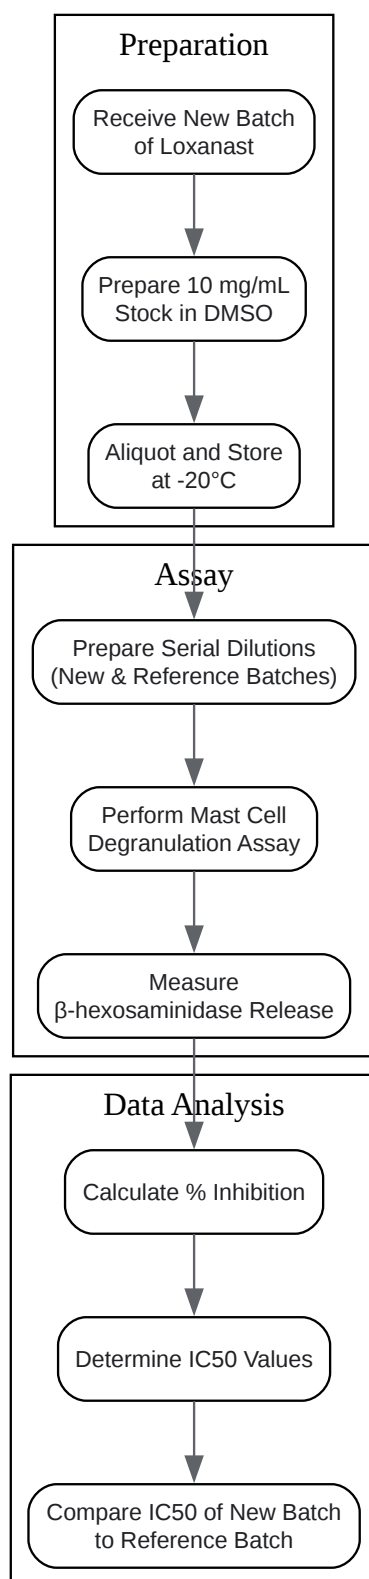 Preparation
Receive New Batch
of Loxanast
Prepare 10 mg/mL
Stock in DMSO
Aliquot and Store
at -20°C
Assay
Prepare Serial Dilutions
(New & Reference Batches)
Perform Mast Cell
Degranulation Assay
Measure
β-hexosaminidase Release
Data Analysis
Calculate % Inhibition
Determine IC50 Values
Compare IC50 of New Batch
to Reference Batch